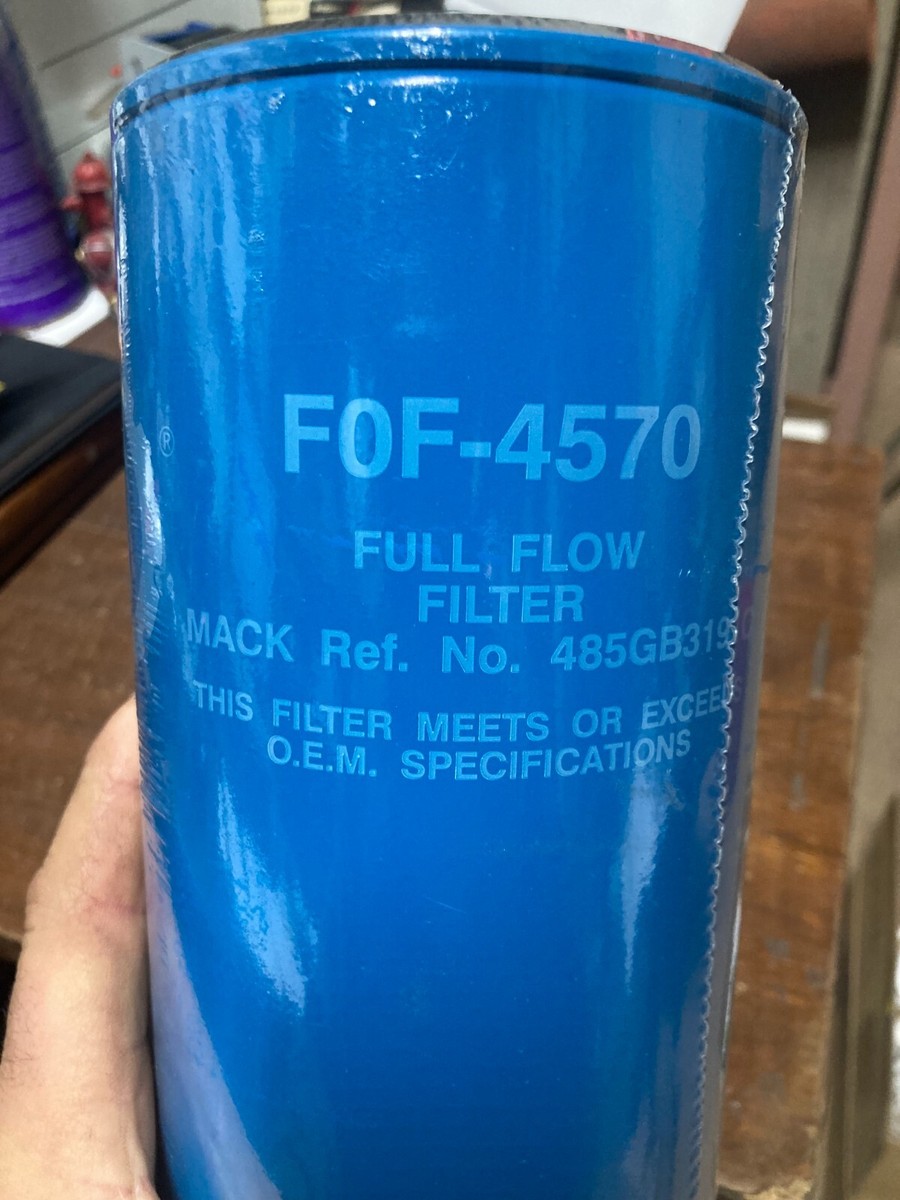 F0F-4570
®
FULL FLOW
FILTER
MACK Ref. No. 485GB319
THIS FILTER MEETS OR EXCEED
O.E.M. SPECIFICATIONS